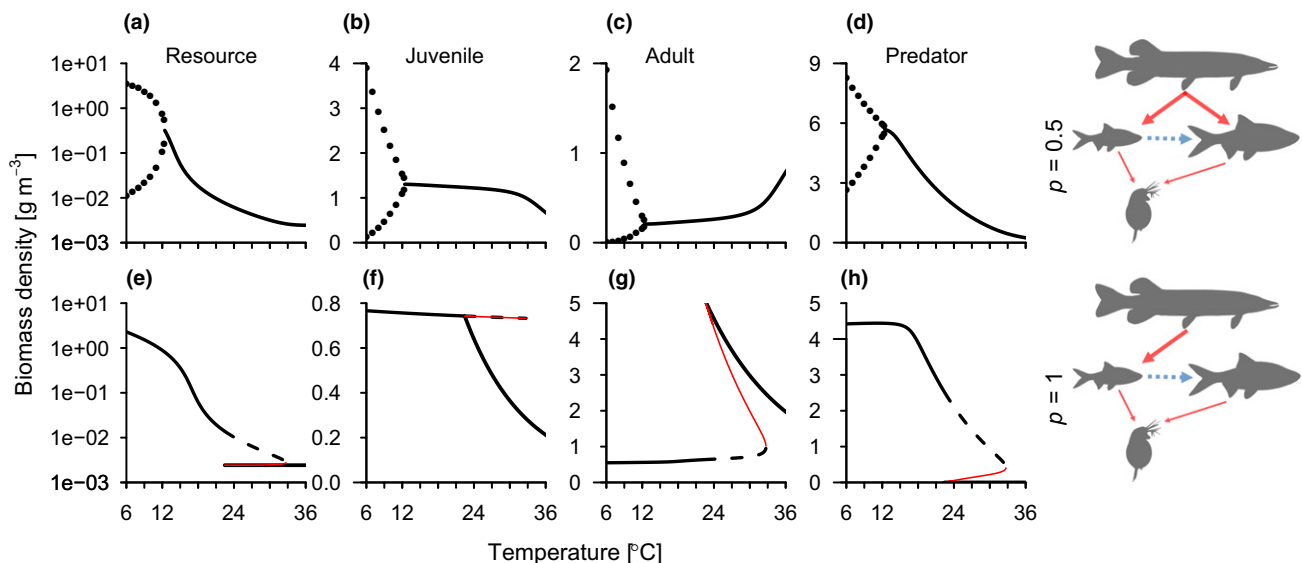 (a) (b) (c) (d)
Resource Juvenile Adult Predator
1e+01 4 2 9
1e+00 3 6
1e−01 2 1
1e−02 1 3
1e−03 0 0 0
p = 0.5
Biomass density [g m−3]
(e) (f) (g) (h)
1e+01 0.8 5 5
1e+00 0.6 4 4
1e−01 0.4 3 3
2 2
1e−02 0.2 1 1
1e−03 0.0 0 0
p = 1
6 12 24 36 6 12 24 36 6 12 24 36 6 12 24 36
Temperature [°C]